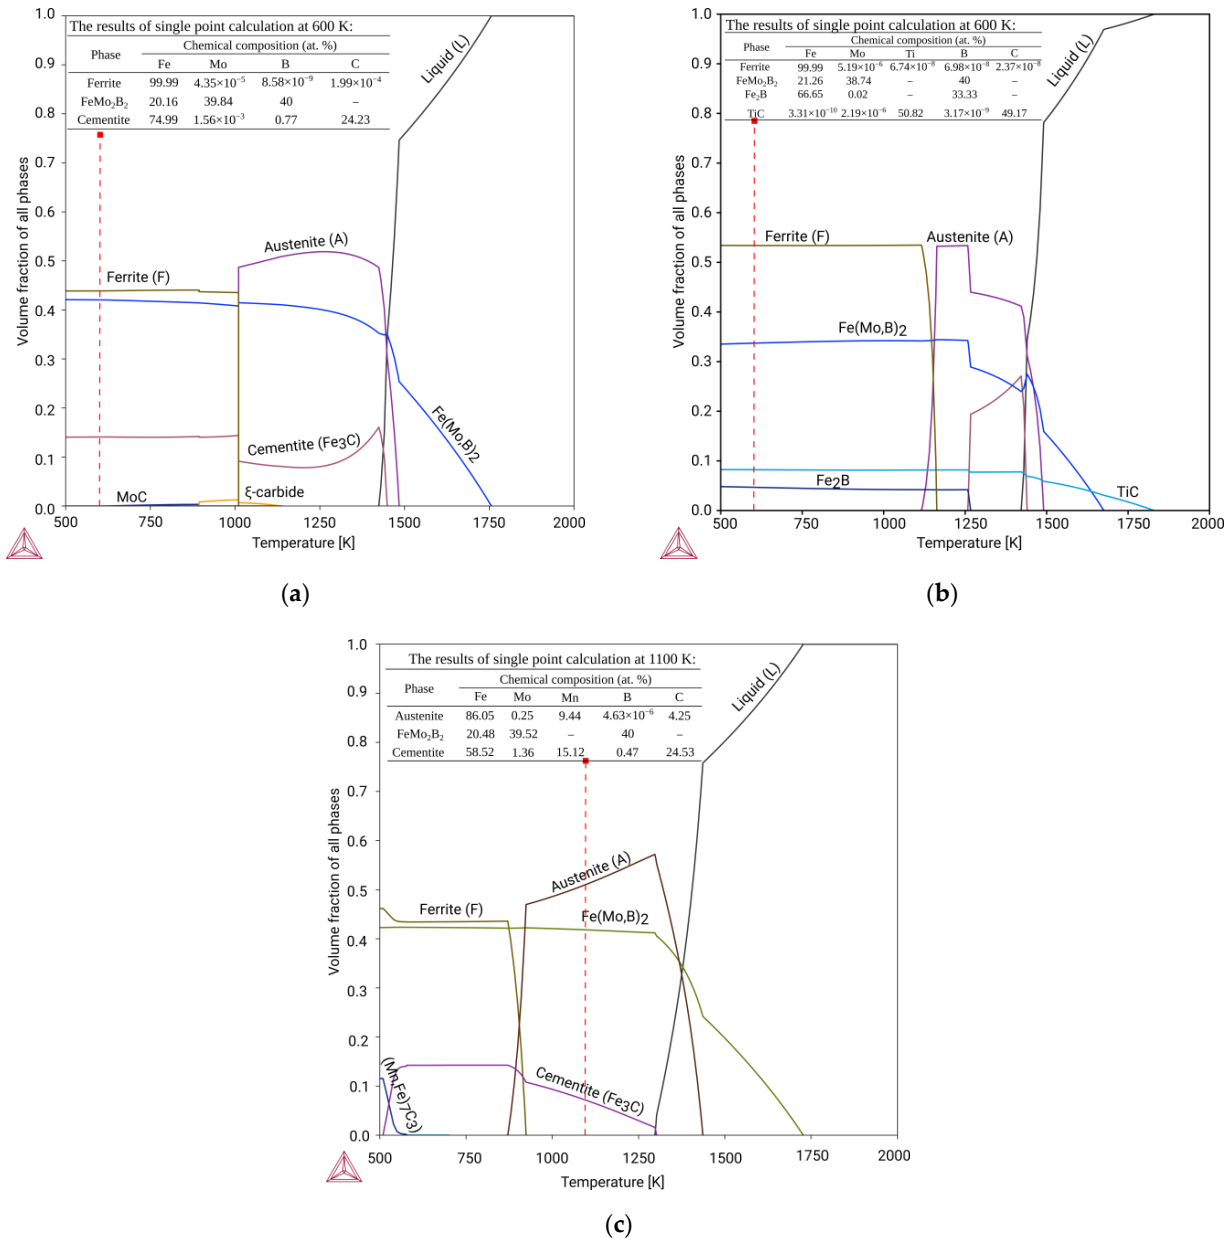 (a)
The results of single point calculation at 600 K:
Phase
Chemical composition (at. %)
Fe Mo B C
Ferrite 99.99 4.35×10⁻⁵ 8.58×10⁻⁹ 1.99×10⁻⁴
FeMo₂B₂ 20.16 39.84 40 –
Cementite 74.99 1.56×10⁻³ 0.77 24.23
Liquid (L)
Austenite (A)
Ferrite (F)
Fe(Mo,B)2
Cementite (Fe3C)
MoC
ξ-carbide
Volume fraction of all phases
1.0
0.9
0.8
0.7
0.6
0.5
0.4
0.3
0.2
0.1
0.0
500 750 1000 1250 1500 1750 2000
Temperature [K]
(a)
b)
The results of single point calculation at 600 K:
Phase
Chemical composition (at. %)
Fe Mo Ti B C
Ferrite 99.99 5.19×10⁻⁶ 6.74×10⁻⁸ 6.98×10⁻⁸ 2.37×10⁻⁸
FeMo₂B₂ 21.26 38.74 – 40 –
Fe₂B 66.65 0.02 – 33.33 –
TiC 3.31×10⁻¹⁰ 2.19×10⁻⁶ 50.82 3.17×10⁻⁹ 49.17
Liquid (L)
Ferrite (F)
Austenite (A)
Fe(Mo,B)2
Fe2B
TiC
Volume fraction of all phases
1.0
0.9
0.8
0.7
0.6
0.5
0.4
0.3
0.2
0.1
0.0
500 750 1000 1250 1500 1750 2000
Temperature [K]
(b)
(c)
The results of single point calculation at 1100 K:
Phase
Chemical composition (at. %)
Fe Mo Mn B C
Austenite 86.05 0.25 9.44 4.63×10⁻⁶ 4.25
FeMo₂B₂ 20.48 39.52 – 40 –
Cementite 58.52 1.36 15.12 0.47 24.53
Liquid (L)
Austenite (A)
Ferrite (F)
Fe(Mo,B)2
(Mn,Fe)7C3)
Cementite (Fe3C)
Volume fraction of all phases
1.0
0.9
0.8
0.7
0.6
0.5
0.4
0.3
0.2
0.1
0.0
500 750 1000 1250 1500 1750 2000
Temperature [K]
(c)